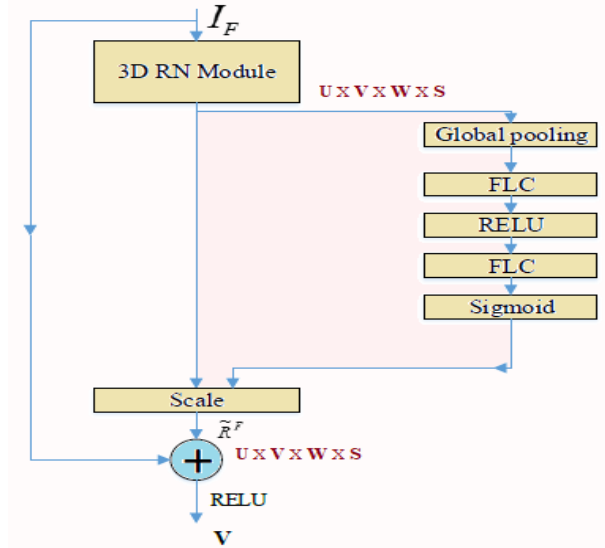 I_F
3D RN Module
U X V X W X S
Global pooling
FLC
RELU
FLC
Sigmoid
Scale
R̃^F
+
U X V X W X S
RELU
V